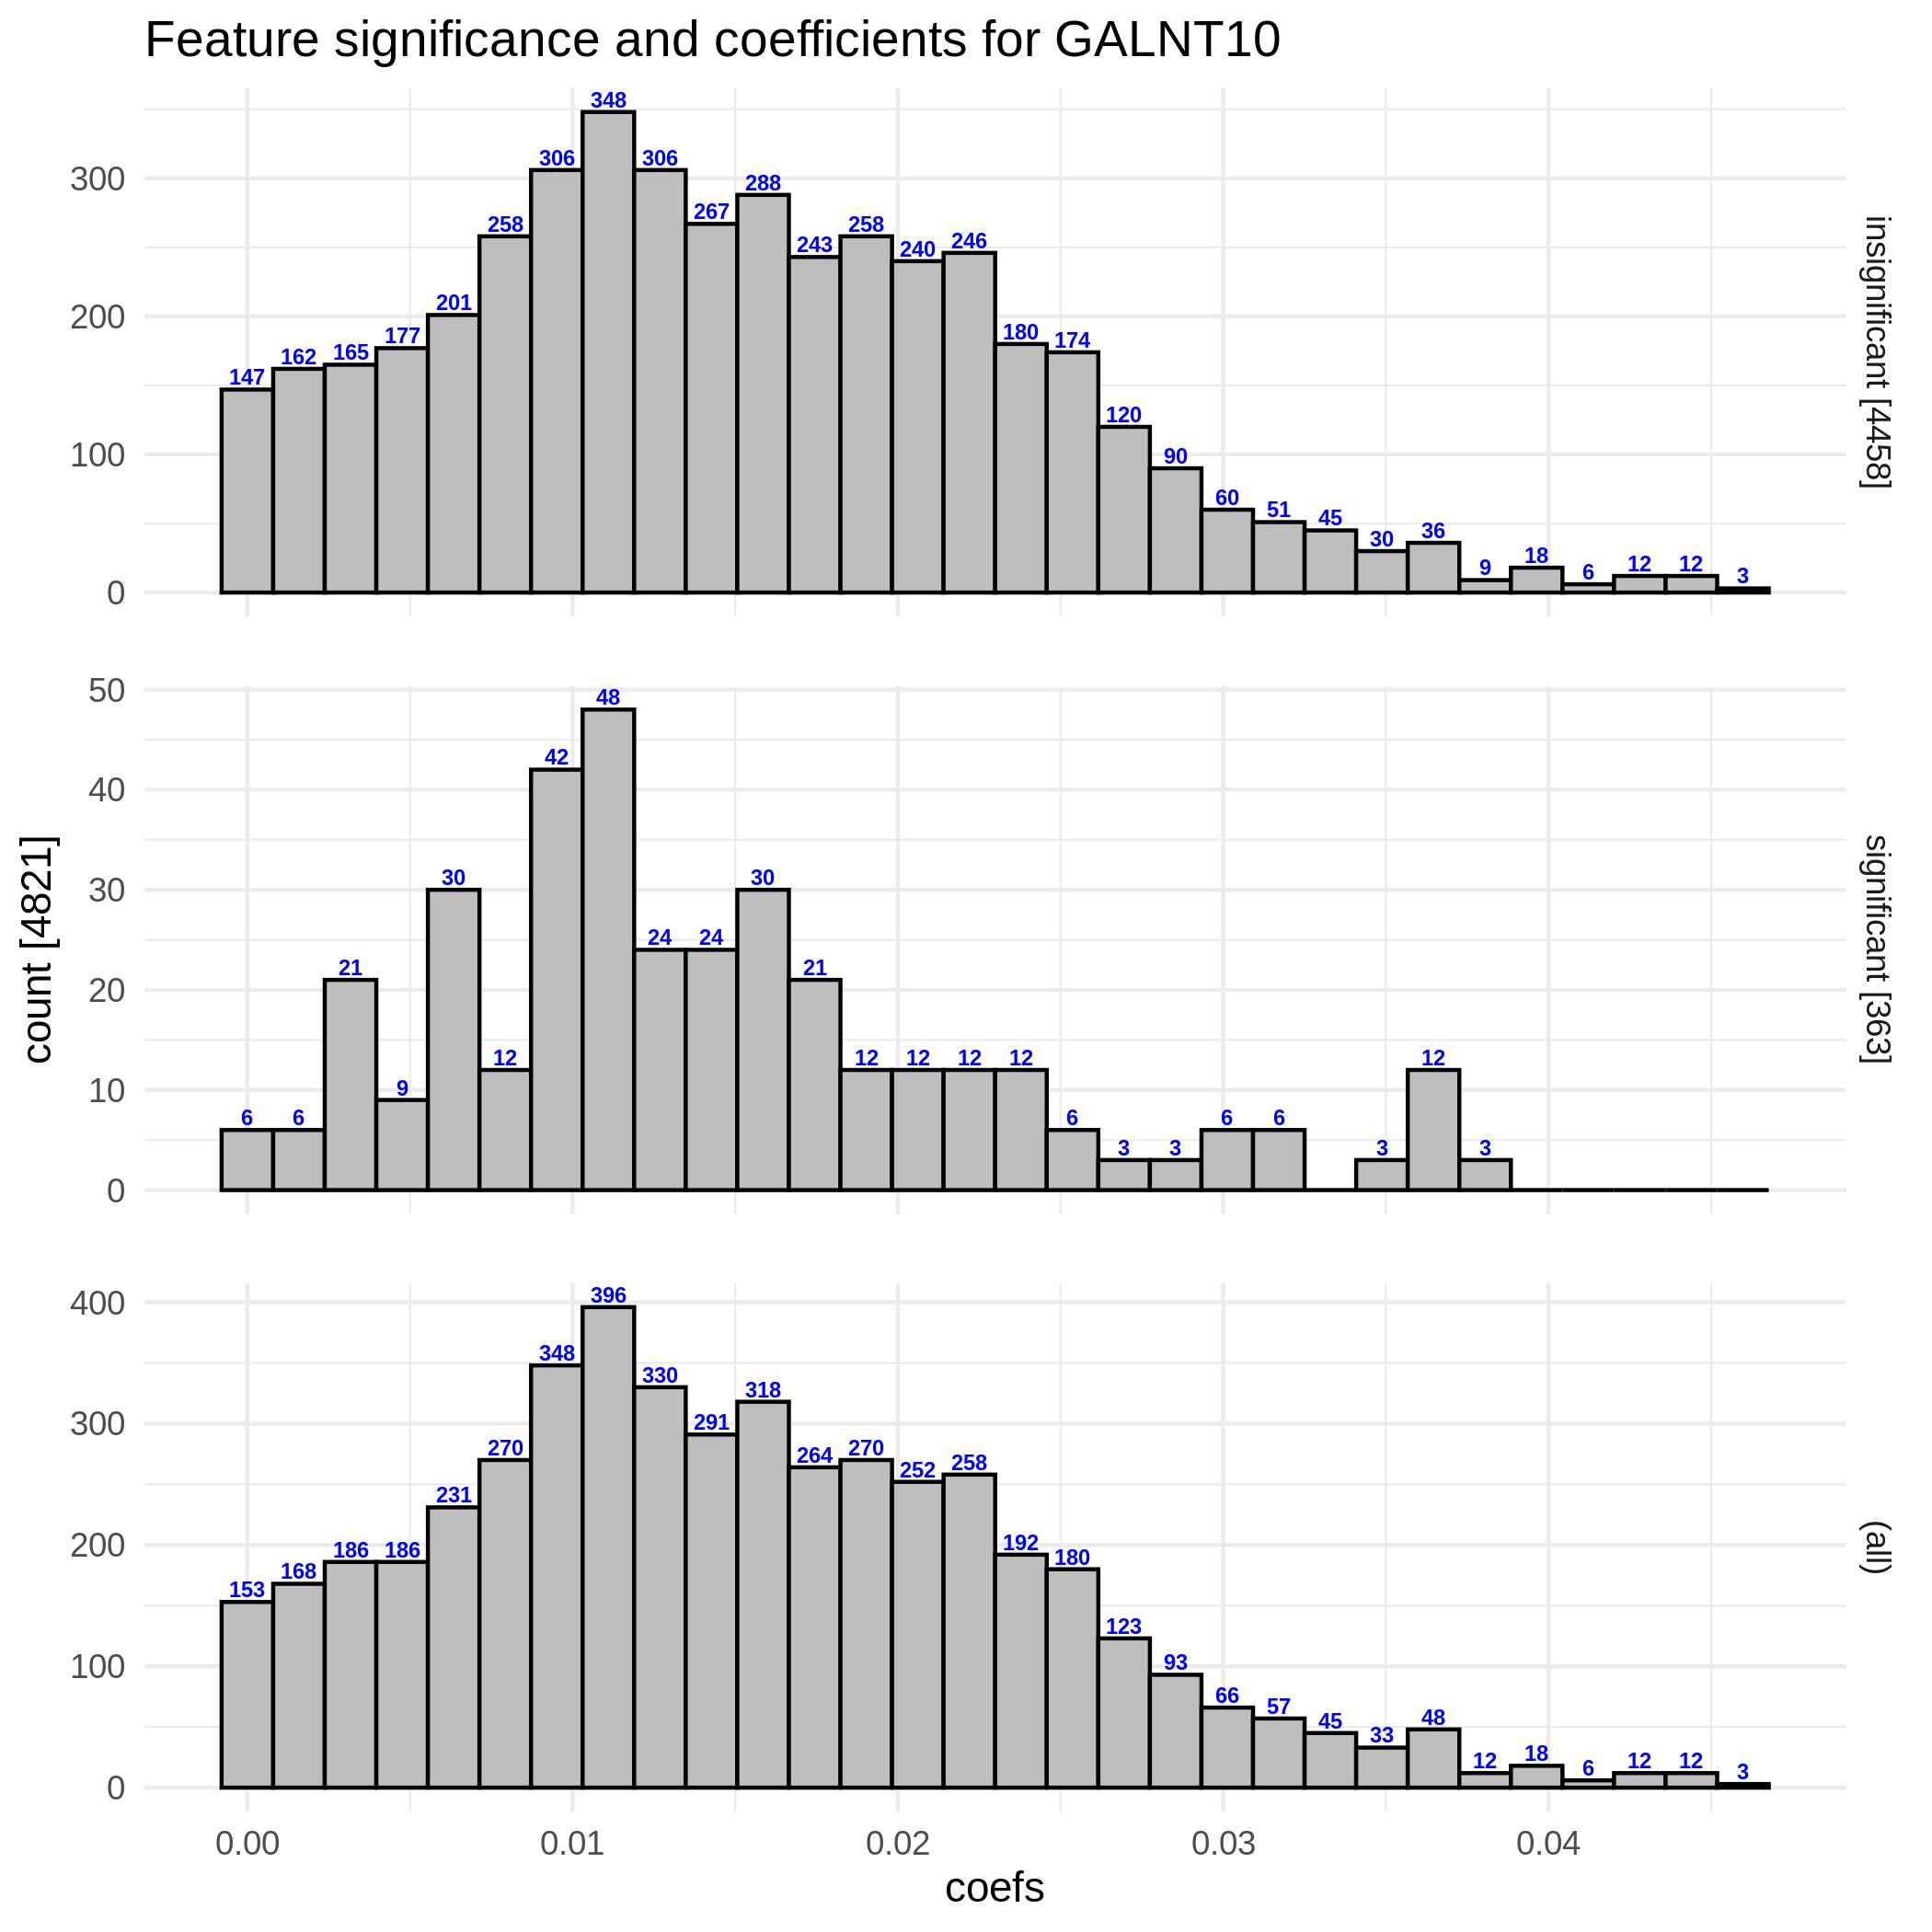 Feature significance and coefficients for GALNT10
348
306 306
288
267
258 243 258 240 246
201
177
147 162 165
180 174
120
90
60 51 45 30 36 9 18 6 12 12 3
300
200
100
0
insignificant [4458]
50
40
30
20
10
0
6 6 21 9 30 12 42 48 24 24 30 21 12 12 12 12 6 3 3 6 6 3 12 3
significant [363]
count [4821]
400
300
200
100
0
153 168 186 186 231 270 348 396 330 291 318 264 270 252 258 192 180 123 93 66 57 45 33 48 12 18 6 12 12 3
(all)
0.00 0.01 0.02 0.03 0.04
coefs